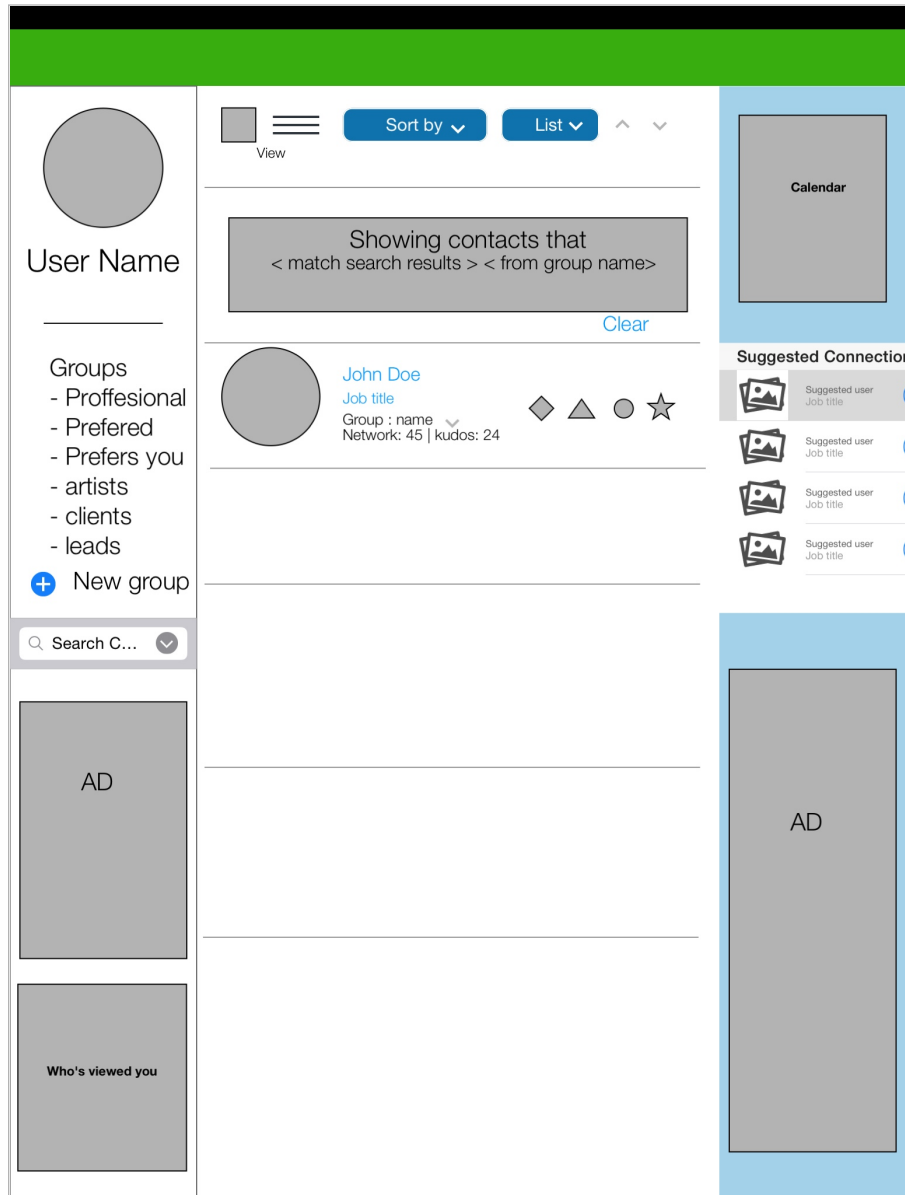 User Name
Groups
- Proffesional
- Prefered
- Prefers you
- artists
- clients
- leads
New group
Search C...
AD
Who's viewed you
View
Sort by
List
Showing contacts that
< match search results > < from group name>
Clear
John Doe
Job title
Group : name
Network: 45 | kudos: 24
Calendar
Suggested Connection
Suggested user
Job title
Suggested user
Job title
Suggested user
Job title
Suggested user
Job title
AD